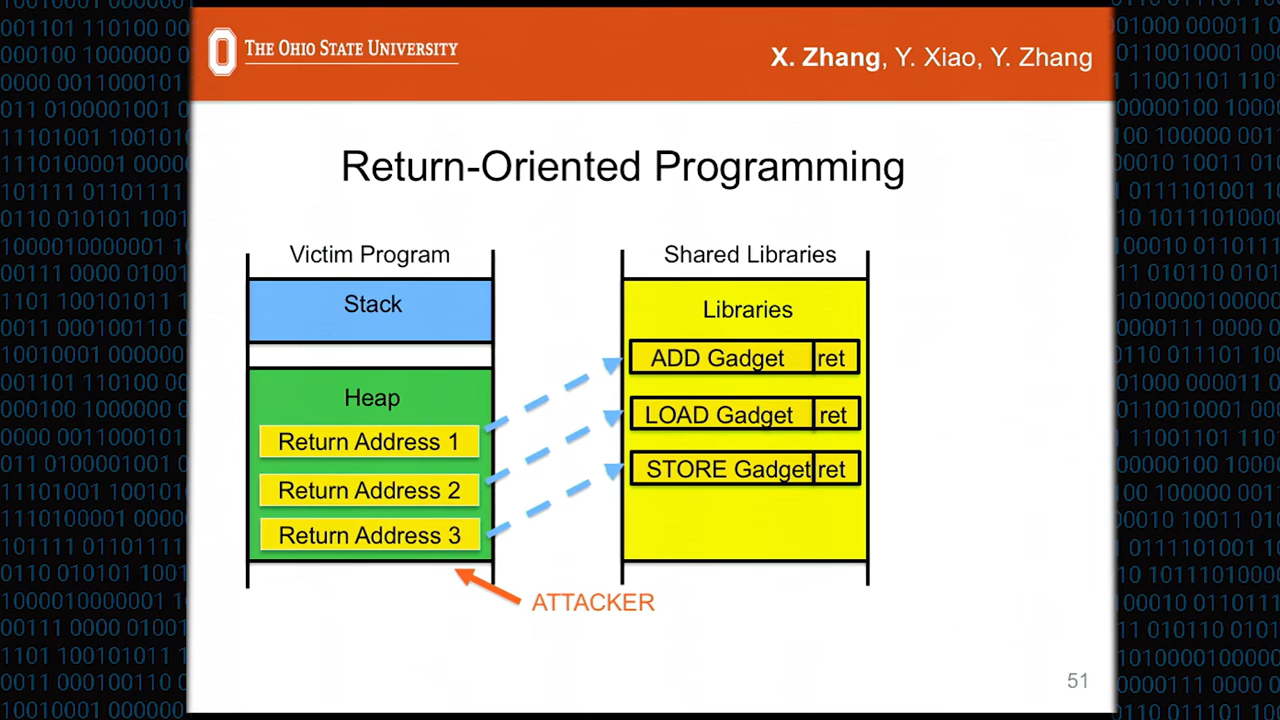 THE OHIO STATE UNIVERSITY
X. Zhang, Y. Xiao, Y. Zhang
Return-Oriented Programming
Victim Program
Stack
Heap
Return Address 1
Return Address 2
Return Address 3
Shared Libraries
Libraries
ADD Gadget ret
LOAD Gadget ret
STORE Gadget ret
ATTACKER
51